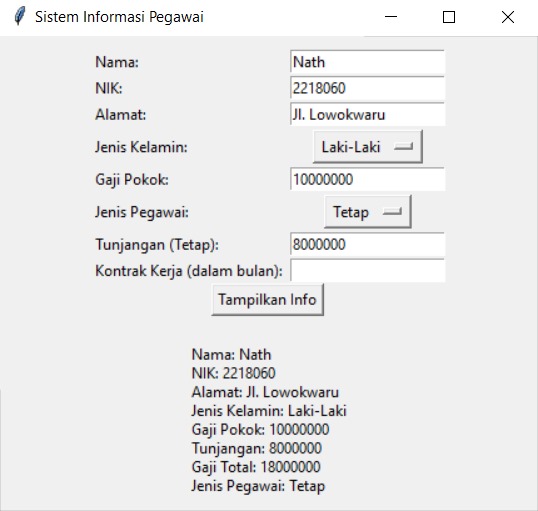 Sistem Informasi Pegawai
Nama: Nath
NIK: 2218060
Alamat: Jl. Lowokwaru
Jenis Kelamin: Laki-Laki
Gaji Pokok: 10000000
Jenis Pegawai: Tetap
Tunjangan (Tetap): 8000000
Kontrak Kerja (dalam bulan):
Tampilkan Info
Nama: Nath
NIK: 2218060
Alamat: Jl. Lowokwaru
Jenis Kelamin: Laki-Laki
Gaji Pokok: 10000000
Tunjangan: 8000000
Gaji Total: 18000000
Jenis Pegawai: Tetap